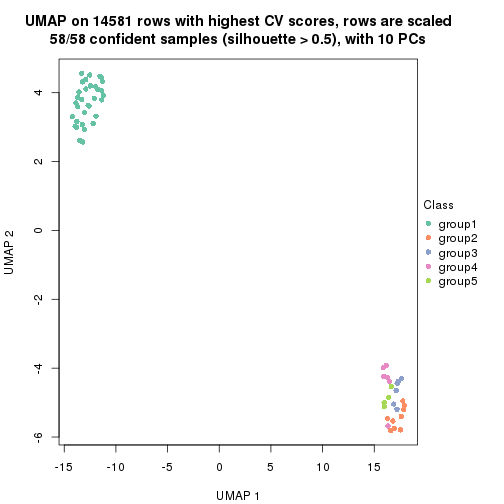 UMAP on 14581 rows with highest CV scores, rows are scaled
58/58 confident samples (silhouette > 0.5), with 10 PCs
4
2
0
-2
-4
-6
UMAP 2
-15
-10
-5
0
5
10
15
UMAP 1
Class
group1
group2
group3
group4
group5